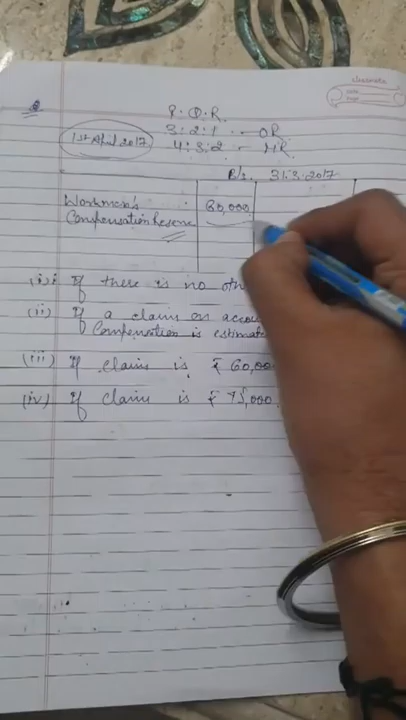 P. Q. R.
3:2:1 - OR
1st April 2017
4:3:2 - NR
B/s. 31.3.2017
Workmen's 60,000
Compensation Reserve
(i) If there is no oth
(ii) If a claim on accou
Compensation is estimate
(iii) If claim is ₹ 60,00
(iv) If claim is ₹ 75,000